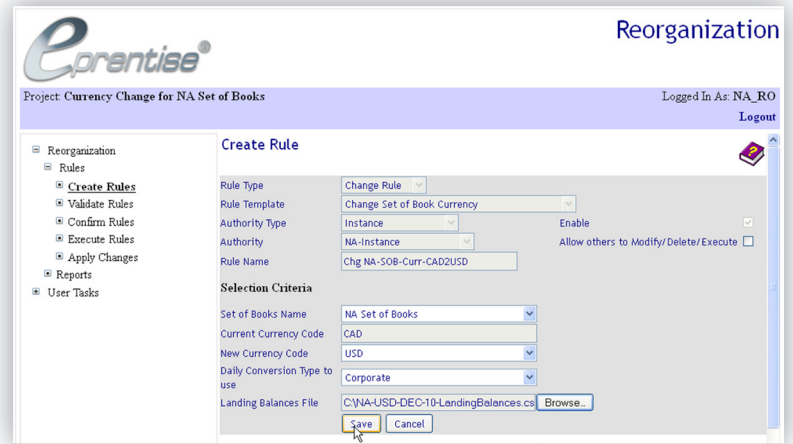 Reorganization
eprentise®
Project: Currency Change for NA Set of Books
Logged In As: NA_RO
Logout
Reorganization
Rules
Create Rules
Validate Rules
Confirm Rules
Execute Rules
Apply Changes
Reports
User Tasks
Create Rule
?
Rule Type Change Rule
Rule Template Change Set of Book Currency
Authority Type Instance Enable
Authority NA-Instance Allow others to Modify/Delete/Execute
Rule Name Chg NA-SOB-Curr-CAD2USD
Selection Criteria
Set of Books Name NA Set of Books
Current Currency Code CAD
New Currency Code USD
Daily Conversion Type to
use Corporate
Landing Balances File C:\NA-USD-DEC-10-LandingBalances.cs Browse...
Save Cancel